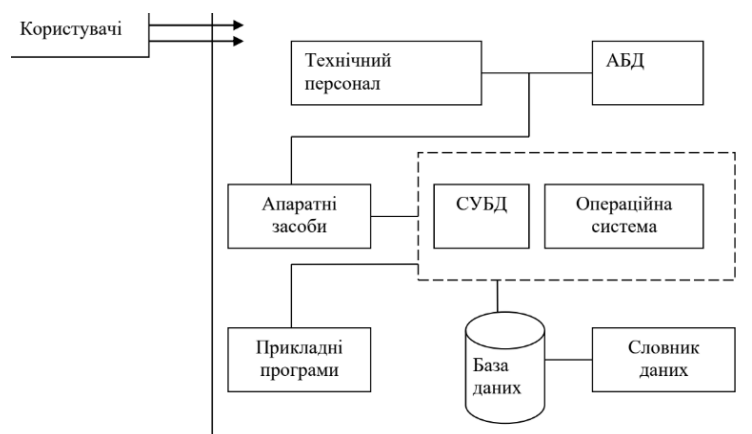 Користувачі
Технічний
персонал
АБД
Апаратні
засоби
СУБД
Операційна
система
Прикладні
програми
База
даних
Словник
даних